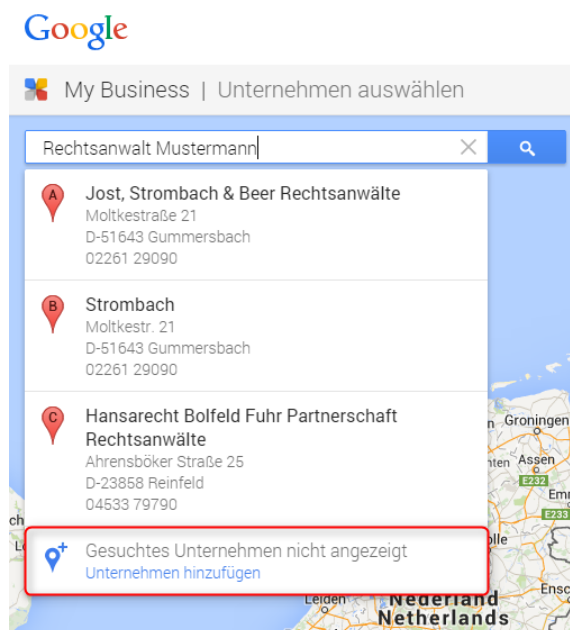 Google
My Business | Unternehmen auswählen
Rechtsanwalt Mustermann
A
Jost, Strombach & Beer Rechtsanwälte
Moltkestraße 21
D-51643 Gummersbach
02261 29090
B
Strombach
Moltkestr. 21
D-51643 Gummersbach
02261 29090
C
Hansarecht Bolfeld Fuhr Partnerschaft
Rechtsanwälte
Ahrensböker Straße 25
D-23858 Reinfeld
04533 79790
Gesuchtes Unternehmen nicht angezeigt
Unternehmen hinzufügen
Groningen
Assen
E232
E233
Leiden
Nederland
Netherlands